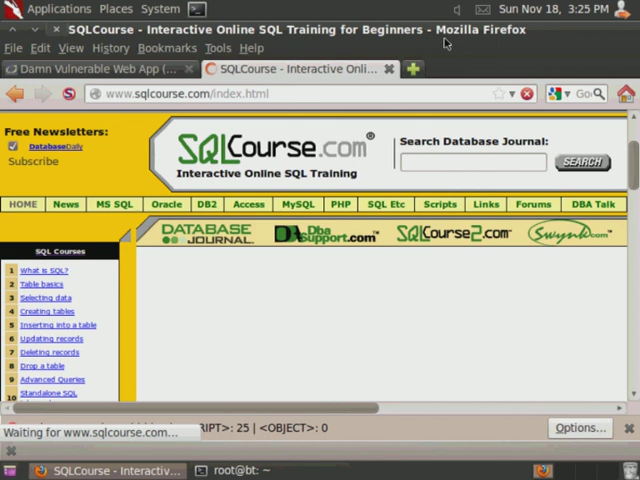 Applications Places System
Sun Nov 18, 3:25 PM
SQLCourse - Interactive Online SQL Training for Beginners - Mozilla Firefox
File Edit View History Bookmarks Tools Help
Damn Vulnerable Web App (...
SQLCourse - Interactive Onli...
www.sqlcourse.com/index.html
Free Newsletters:
DatabaseDaily
Subscribe
SQLCourse.com®
Interactive Online SQL Training
Search Database Journal:
SEARCH
HOME News MS SQL Oracle DB2 Access MySQL PHP SQL Etc Scripts Links Forums DBA Talk
DATABASE JOURNAL™
DbaSupport.com™
SQLCourse2.com™
Swynk.com™
SQL Courses
1 What is SQL?
2 Table basics
3 Selecting data
4 Creating tables
5 Inserting into a table
6 Updating records
7 Deleting records
8 Drop a table
9 Advanced Queries
10 Standalone SQL
RIPT>: 25 | <OBJECT>: 0
Options...
Waiting for www.sqlcourse.com...
SQLCourse - Interactiv...
root@bt: ~